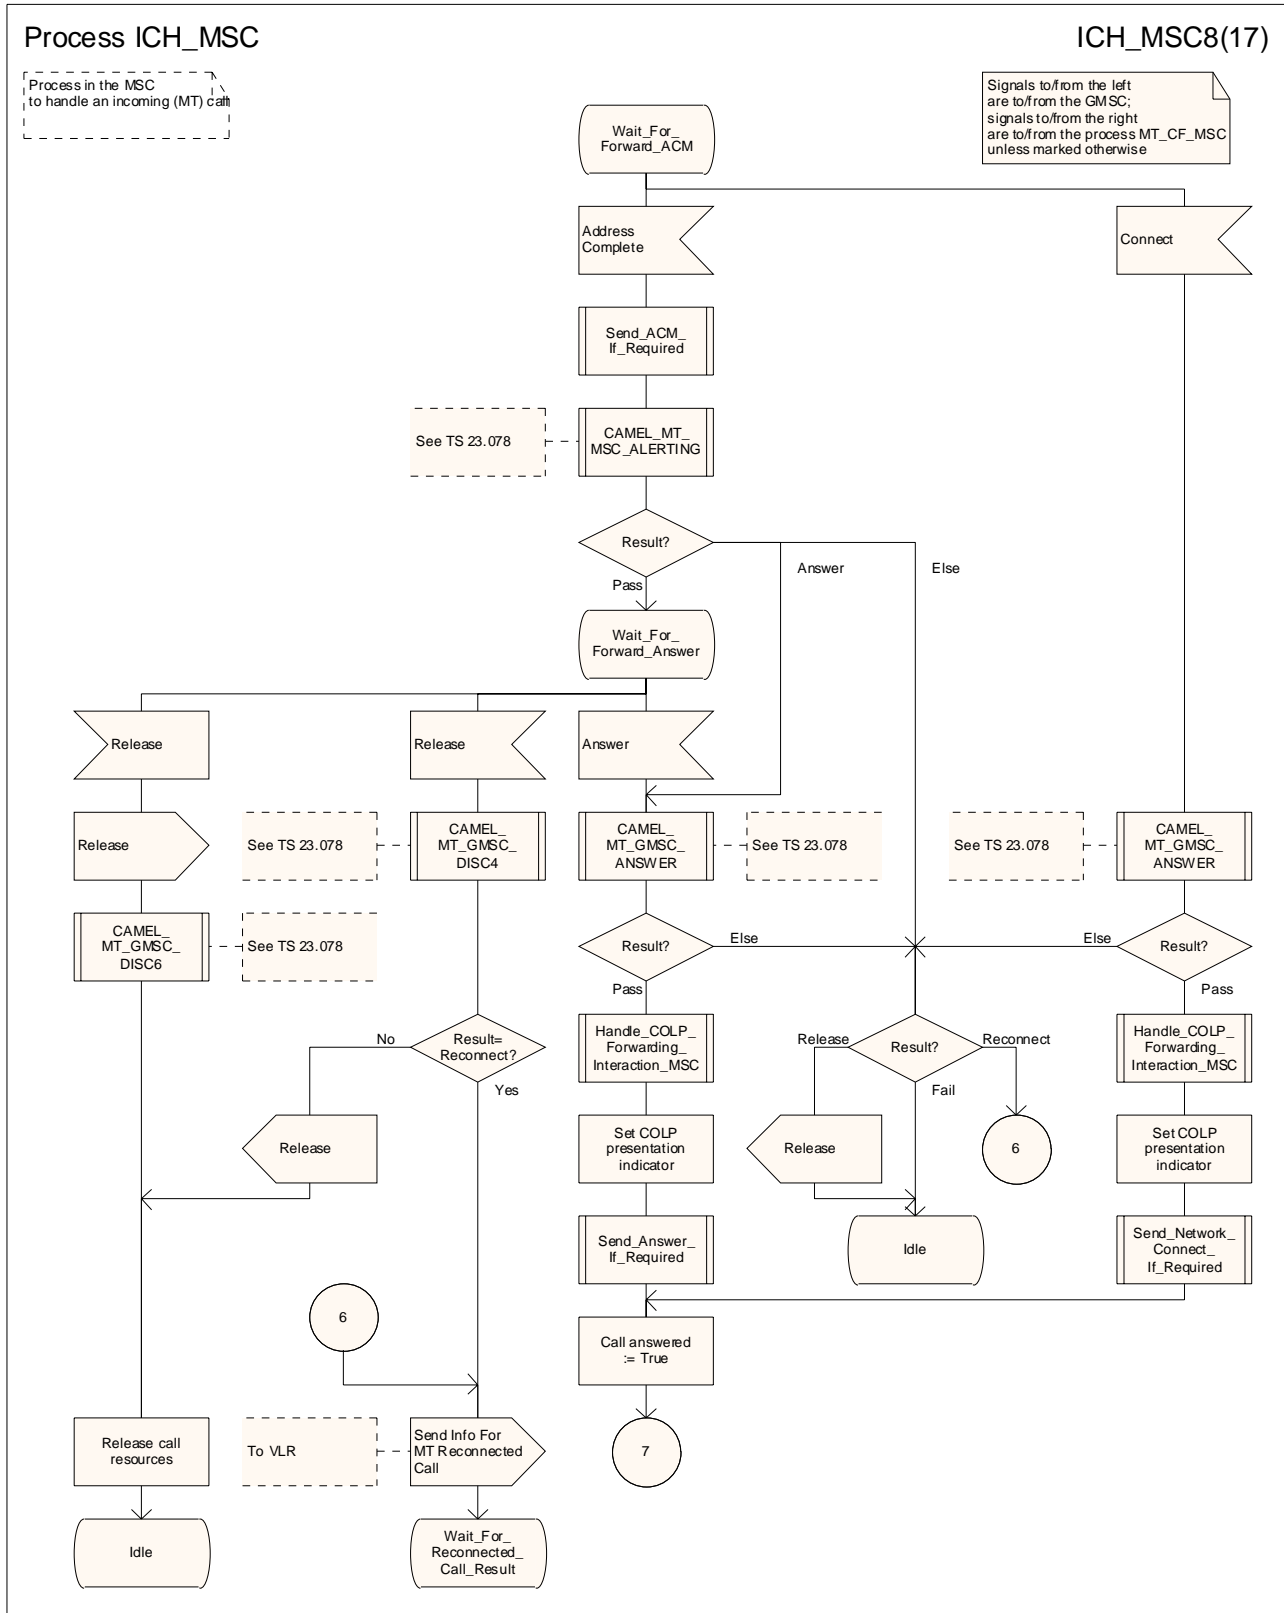 Process ICH_MSC
ICH_MSC8(17)
Process in the MSC
to handle an incoming (MT) call
Signals to/from the left
are to/from the GMSC;
signals to/from the right
are to/from the process MT_CF_MSC
unless marked otherwise
Wait_For_
Forward_ACM
Address
Complete
Connect
Send_ACM_
If_Required
See TS 23.078
CAMEL_MT_
MSC_ALERTING
Result?
Answer
Else
Pass
Wait_For_
Forward_Answer
Release
Release
Answer
Release
See TS 23.078
CAMEL_
MT_GMSC_
DISC4
CAMEL_
MT_GMSC_
ANSWER
See TS 23.078
See TS 23.078
CAMEL_
MT_GMSC_
ANSWER
CAMEL_
MT_GMSC_
DISC6
See TS 23.078
Result?
Else
Else
Result?
Pass
Pass
No
Result=
Reconnect?
Yes
Handle_COLP_
Forwarding_
Interaction_MSC
Release
Result?
Reconnect
Fail
Handle_COLP_
Forwarding_
Interaction_MSC
Release
Set COLP
presentation
indicator
Release
6
Set COLP
presentation
indicator
Send_Answer_
If_Required
Idle
Send_Network_
Connect_
If_Required
6
Call answered
:= True
Release call
resources
To VLR
Send Info For
MT Reconnected
Call
7
Idle
Wait_For_
Reconnected_
Call_Result